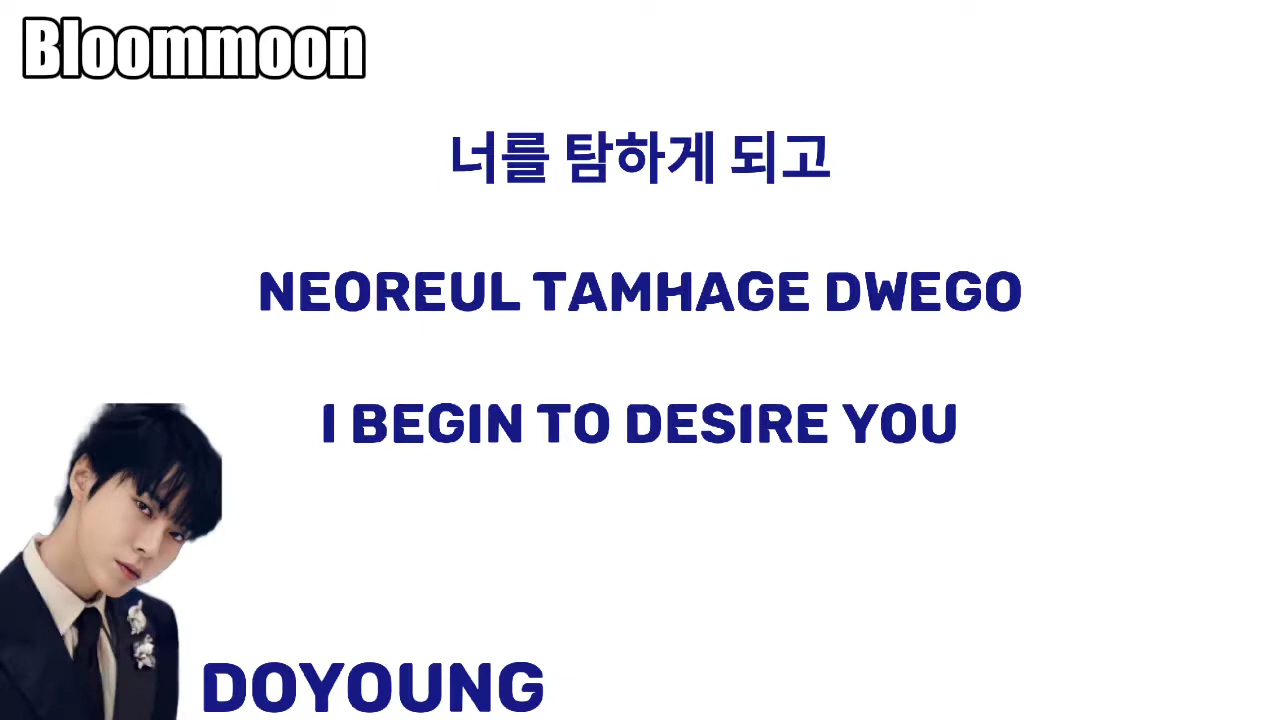 Bloommoon
너를 탐하게 되고
NEOREUL TAMHAGE DWEGO
I BEGIN TO DESIRE YOU
DOYOUNG